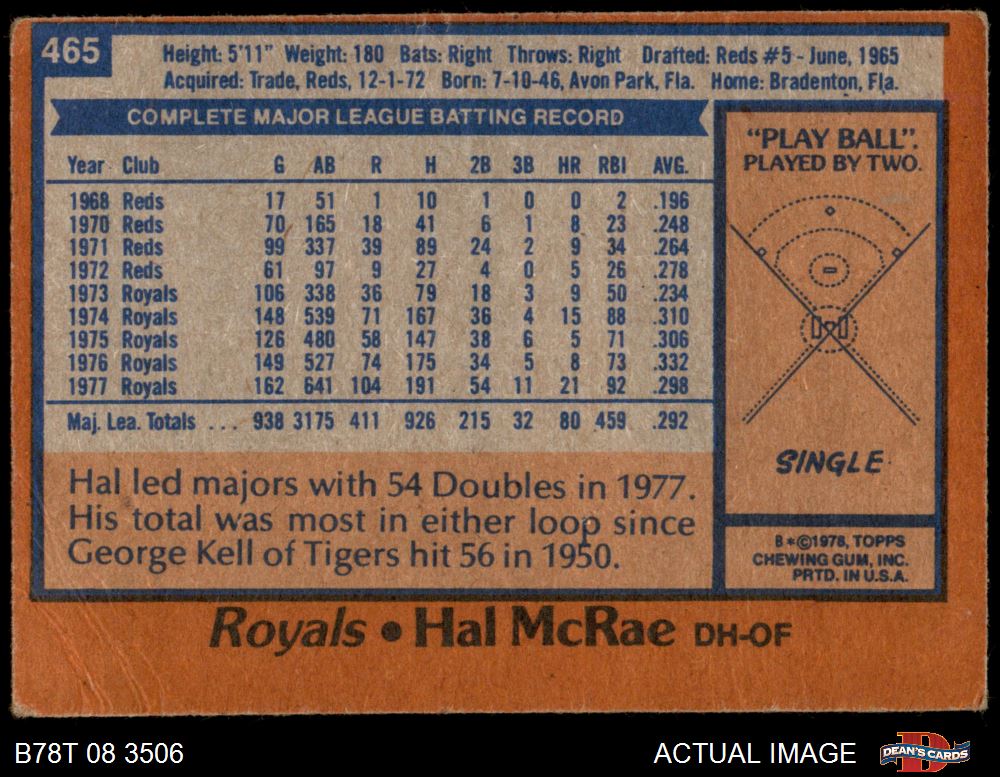 465
Height: 5'11" Weight: 180 Bats: Right Throws: Right Drafted: Reds #5 - June, 1965
Acquired: Trade, Reds, 12-1-72 Born: 7-10-46, Avon Park, Fla. Home: Bradenton, Fla.
COMPLETE MAJOR LEAGUE BATTING RECORD
Year Club G AB R H 2B 3B HR RBI AVG.
1968 Reds 17 51 1 10 1 0 0 2 .196
1970 Reds 70 165 18 41 6 1 8 23 .248
1971 Reds 99 337 39 89 24 2 9 34 .264
1972 Reds 61 97 9 27 4 0 5 26 .278
1973 Royals 106 338 36 79 18 3 9 50 .234
1974 Royals 148 539 71 167 36 4 15 88 .310
1975 Royals 126 480 58 147 38 6 5 71 .306
1976 Royals 149 527 74 175 34 5 8 73 .332
1977 Royals 162 641 104 191 54 11 21 92 .298
Maj. Lea. Totals ... 938 3175 411 926 215 32 80 459 .292
Hal led majors with 54 Doubles in 1977.
His total was most in either loop since
George Kell of Tigers hit 56 in 1950.
"PLAY BALL".
PLAYED BY TWO.
SINGLE
B*©1978, TOPPS
CHEWING GUM, INC.
PRTD. IN U.S.A.
Royals • Hal McRae DH-OF
B78T 08 3506
ACTUAL IMAGE
DEAN'S CARDS